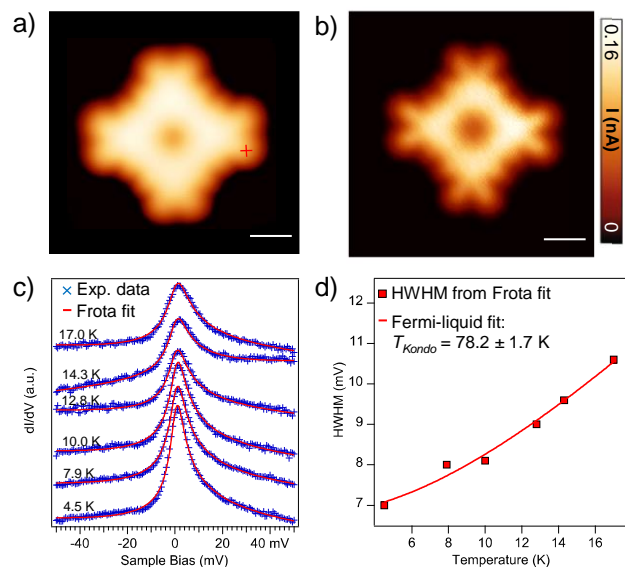 a)
b)
0.16
I (nA)
0
c)
× Exp. data
– Frota fit
17.0 K
14.3 K
12.8 K
10.0 K
7.9 K
4.5 K
dI/dV (a.u.)
-40 -20 0 20 40 mV
Sample Bias (mV)
d)
HWHM from Frota fit
Fermi-liquid fit:
T_Kondo = 78.2 ± 1.7 K
12
11
10
9
8
7
HWHM (mV)
4 6 8 10 12 14 16
Temperature (K)